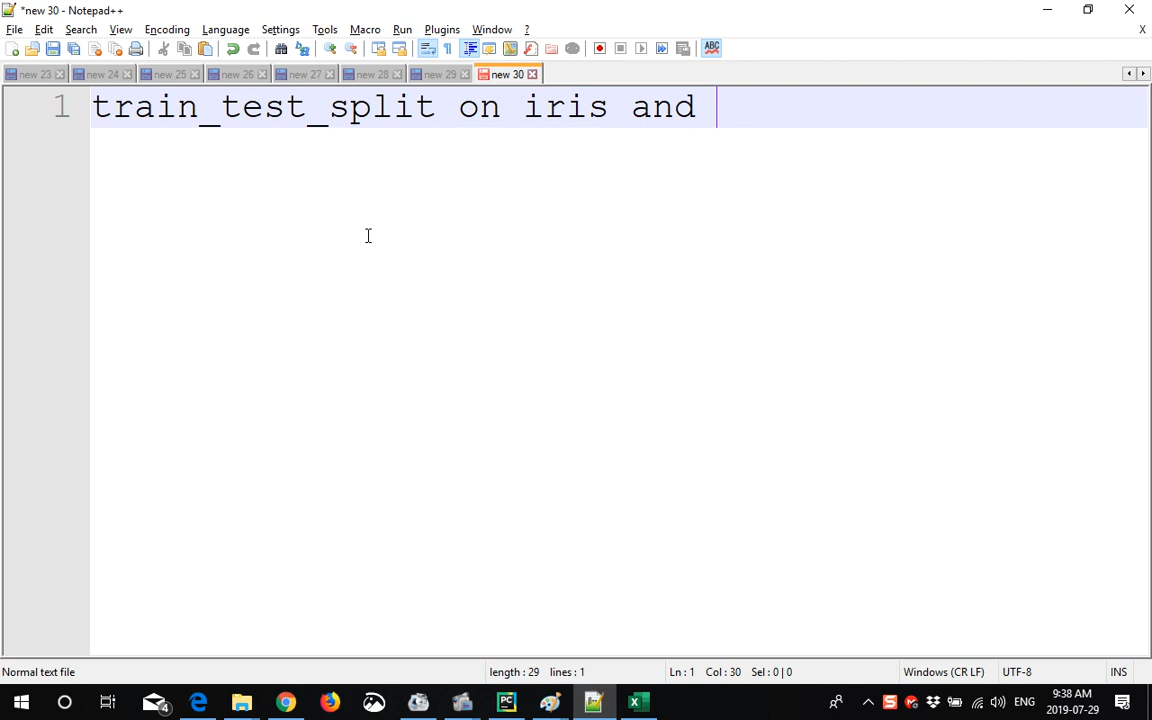 *new 30 - Notepad++
File Edit Search View Encoding Language Settings Tools Macro Run Plugins Window ? X
ABC
new 23 new 24 new 25 new 26 new 27 new 28 new 29 new 30
1 train_test_split on iris and
Normal text file length : 29 lines : 1 Ln : 1 Col : 30 Sel : 0 | 0 Windows (CR LF) UTF-8 INS
4 PC X S ENG 9:38 AM
2019-07-29